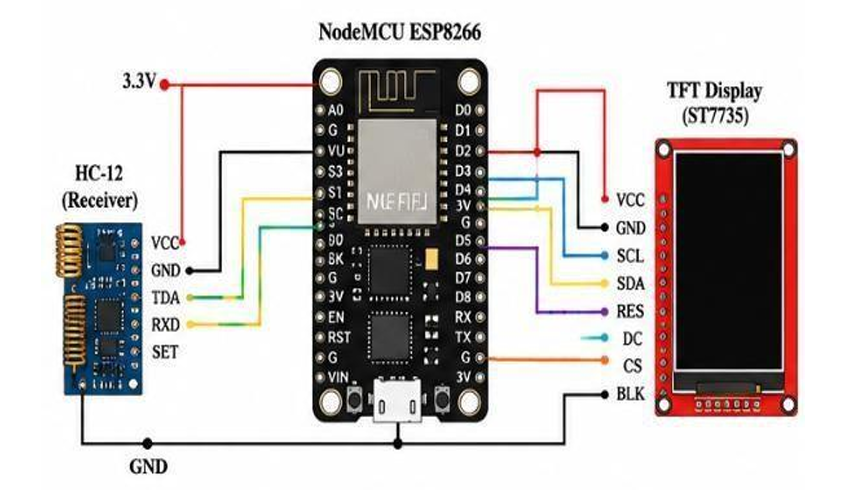 NodeMCU ESP8266
3.3V
TFT Display
(ST7735)
HC-12
(Receiver)
A0
G
VU
S3
S1
SC
BK
G
3V
EN
RST
G
VIN
D0
D1
D2
D3
D4
3V
G
D5
D6
D7
D8
RX
TX
G
3V
VCC
GND
TDA
RXD
SET
VCC
GND
SCL
SDA
RES
DC
CS
BLK
GND